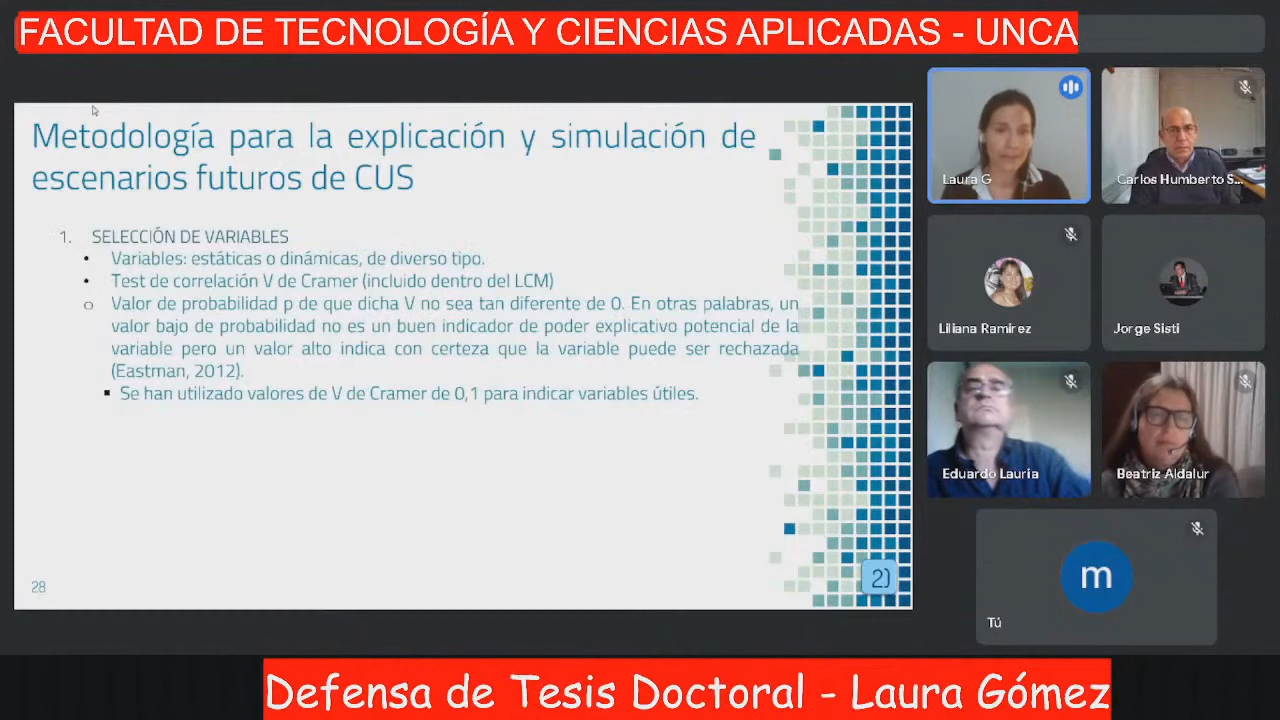 FACULTAD DE TECNOLOGÍA Y CIENCIAS APLICADAS - UNCA
Metodología para la explicación y simulación de
escenarios futuros de CUS
1. SELECCIÓN DE VARIABLES
• Variables: estáticas o dinámicas, de diverso tipo.
• Test de correlación V de Cramer (incluido dentro del LCM)
o Valor de probabilidad p de que dicha V no sea tan diferente de 0. En otras palabras, un
valor bajo de probabilidad no es un buen indicador de poder explicativo potencial de la
variable pero un valor alto indica con certeza que la variable puede ser rechazada
(Eastman, 2012).
▪ Se han utilizado valores de V de Cramer de 0,1 para indicar variables útiles.
28
2)
Laura G
Carlos Humberto S...
Liliana Ramirez
Jorge Sisti
Eduardo Lauria
Beatriz Aldalur
m
Tú
Defensa de Tesis Doctoral - Laura Gómez